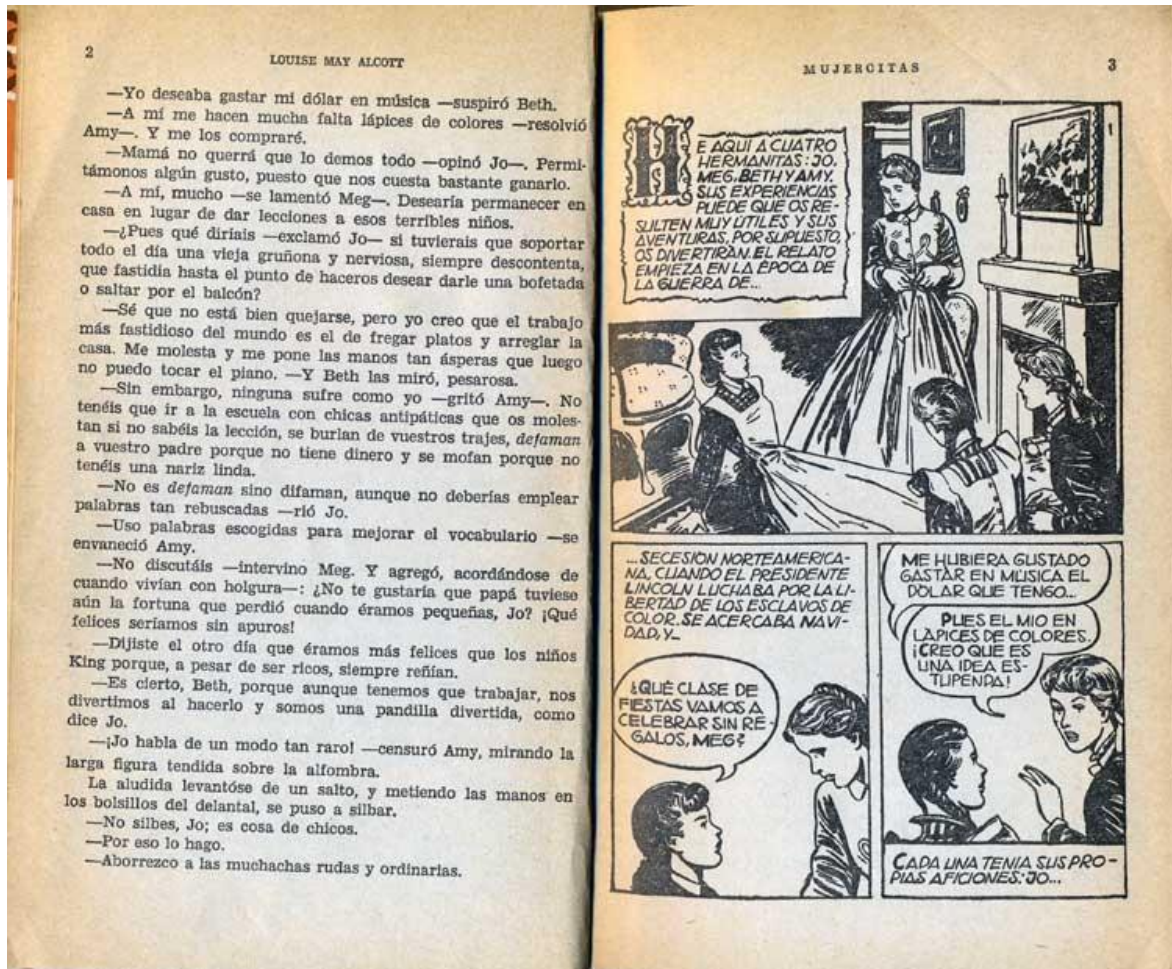 2
LOUISE MAY ALCOTT
—Yo deseaba gastar mi dólar en música —suspiró Beth.
—A mí me hacen mucha falta lápices de colores —resolvió
Amy—. Y me los compraré.
—Mamá no querrá que lo demos todo —opinó Jo—. Permi-
támonos algún gusto, puesto que nos cuesta bastante ganarlo.
—A mí, mucho —se lamentó Meg—. Desearía permanecer en
casa en lugar de dar lecciones a esos terribles niños.
—¿Pues qué diríais —exclamó Jo— si tuvierais que soportar
todo el día una vieja gruñona y nerviosa, siempre descontenta,
que fastidia hasta el punto de haceros desear darle una bofetada
o saltar por el balcón?
—Sé que no está bien quejarse, pero yo creo que el trabajo
más fastidioso del mundo es el de fregar platos y arreglar la
casa. Me molesta y me pone las manos tan ásperas que luego
no puedo tocar el piano. —Y Beth las miró, pesarosa.
—Sin embargo, ninguna sufre como yo —gritó Amy—. No
tenéis que ir a la escuela con chicas antipáticas que os moles-
tan si no sabéis la lección, se burlan de vuestros trajes, defaman
a vuestro padre porque no tiene dinero y se mofan porque no
tenéis una nariz linda.
—No es defaman sino difaman, aunque no deberías emplear
palabras tan rebuscadas —rió Jo.
—Uso palabras escogidas para mejorar el vocabulario —se
envaneció Amy.
—No discutáis —intervino Meg. Y agregó, acordándose de
cuando vivían con holgura—: ¿No te gustaría que papá tuviese
aún la fortuna que perdió cuando éramos pequeñas, Jo? ¡Qué
felices seríamos sin apuros!
—Dijiste el otro día que éramos más felices que los niños
King porque, a pesar de ser ricos, siempre reñían.
—Es cierto, Beth, porque aunque tenemos que trabajar, nos
divertimos al hacerlo y somos una pandilla divertida, como
dice Jo.
—¡Jo habla de un modo tan raro! —censuró Amy, mirando la
larga figura tendida sobre la alfombra.
La aludida levantóse de un salto, y metiendo las manos en
los bolsillos del delantal, se puso a silbar.
—No silbes, Jo; es cosa de chicos.
—Por eso lo hago.
—Aborrezco a las muchachas rudas y ordinarias.
MUJERCITAS
3
HE AQUÍ A CUATRO
HERMANITAS: JO,
MEG, BETH Y AMY.
SUS EXPERIENCIAS
PUEDE QUE OS RE-
SULTEN MUY ÚTILES Y SUS
AVENTURAS, POR SUPUESTO,
OS DIVERTIRÁN. EL RELATO
EMPIEZA EN LA ÉPOCA DE
LA GUERRA DE...
1
...SECESIÓN NORTEAMERICA-
NA, CUANDO EL PRESIDENTE
LINCOLN LUCHABA POR LA LI-
BERTAD DE LOS ESCLAVOS DE
COLOR. SE ACERCABA NAVI-
DAD, Y...
¿QUÉ CLASE DE
FIESTAS VAMOS A
CELEBRAR SIN RE-
GALOS, MEG?
ME HUBIERA GUSTADO
GASTAR EN MÚSICA EL
DÓLAR QUE TENGO...
PUES EL MIO EN
LÁPICES DE COLORES.
¡CREO QUE ES
UNA IDEA ES-
TUPENDA!
CADA UNA TENIA SUS PRO-
PIAS AFICIONES: JO...